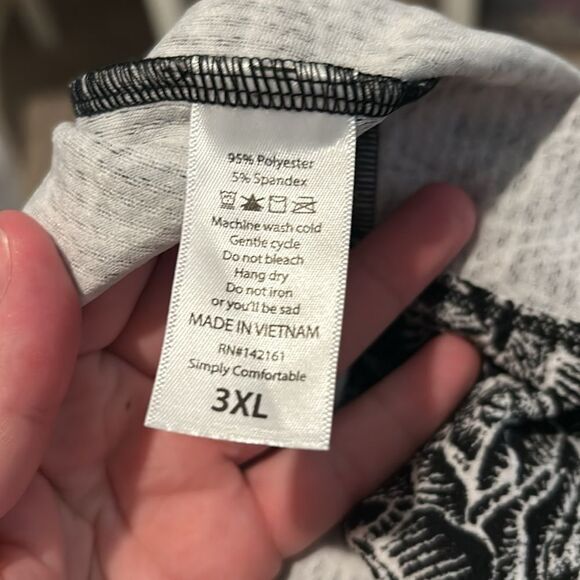 95% Polyester
5% Spandex
Machine wash cold
Gentle cycle
Do not bleach
Hang dry
Do not iron
or you'll be sad
MADE IN VIETNAM
RN#142161
Simply Comfortable
3XL